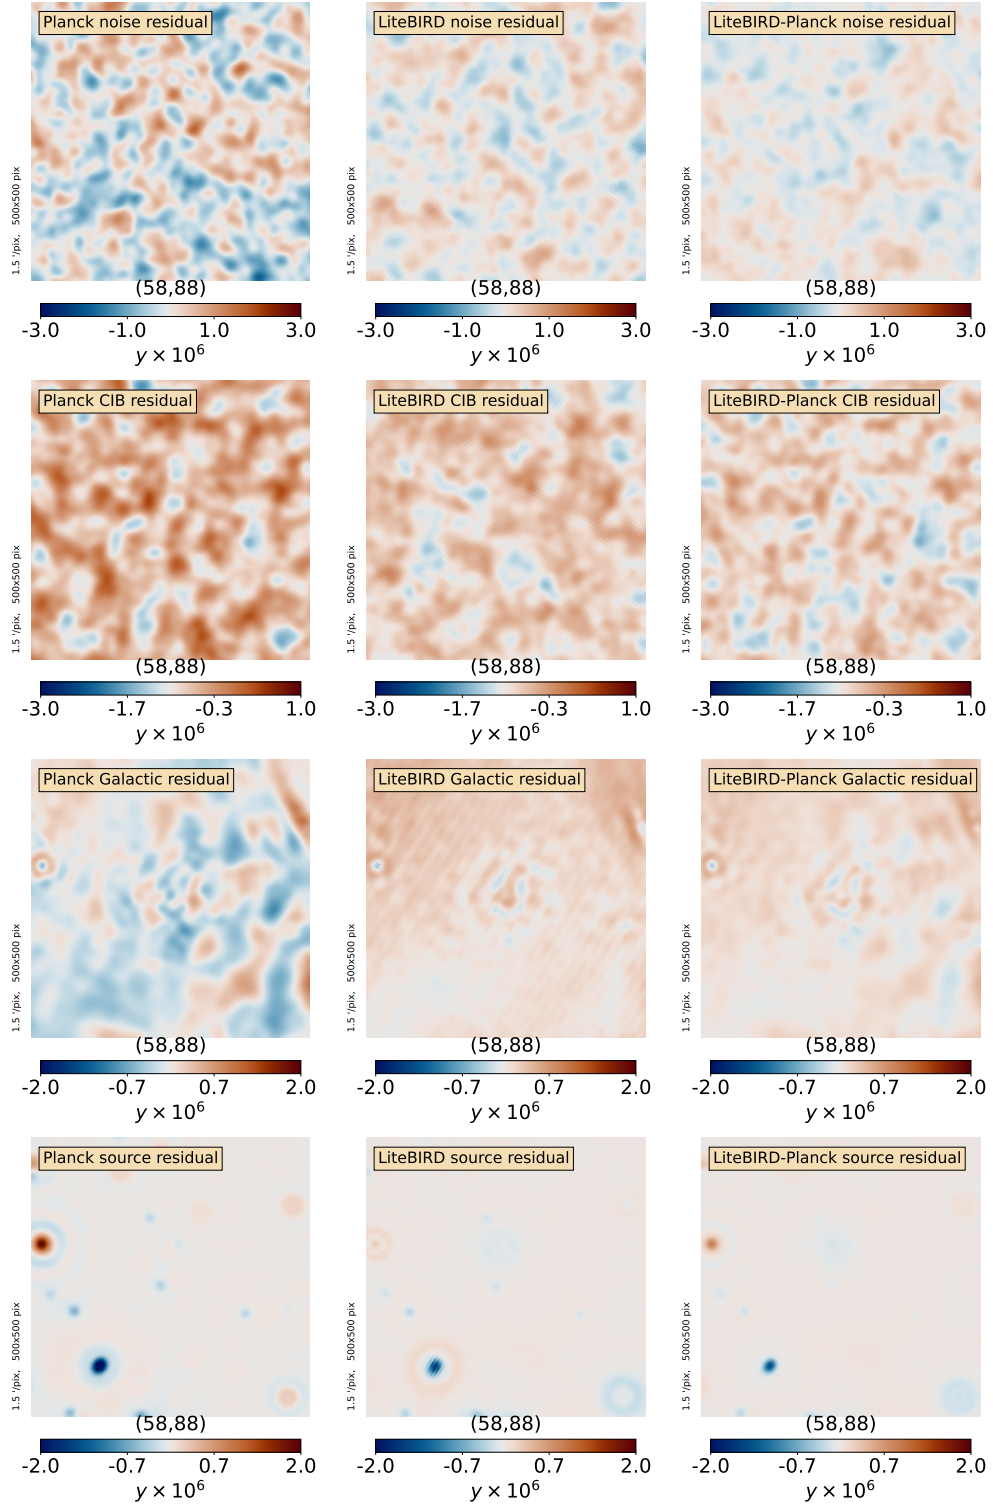 Planck noise residual
LiteBIRD noise residual
LiteBIRD-Planck noise residual
1.5 '/pix, 500x500 pix
1.5 '/pix, 500x500 pix
1.5 '/pix, 500x500 pix
(58,88)
(58,88)
(58,88)
-3.0 -1.0 1.0 3.0
-3.0 -1.0 1.0 3.0
-3.0 -1.0 1.0 3.0
y × 10⁶
y × 10⁶
y × 10⁶
Planck CIB residual
LiteBIRD CIB residual
LiteBIRD-Planck CIB residual
1.5 '/pix, 500x500 pix
1.5 '/pix, 500x500 pix
1.5 '/pix, 500x500 pix
(58,88)
(58,88)
(58,88)
-3.0 -1.7 -0.3 1.0
-3.0 -1.7 -0.3 1.0
-3.0 -1.7 -0.3 1.0
y × 10⁶
y × 10⁶
y × 10⁶
Planck Galactic residual
LiteBIRD Galactic residual
LiteBIRD-Planck Galactic residual
1.5 '/pix, 500x500 pix
1.5 '/pix, 500x500 pix
1.5 '/pix, 500x500 pix
(58,88)
(58,88)
(58,88)
-2.0 -0.7 0.7 2.0
-2.0 -0.7 0.7 2.0
-2.0 -0.7 0.7 2.0
y × 10⁶
y × 10⁶
y × 10⁶
Planck source residual
LiteBIRD source residual
LiteBIRD-Planck source residual
1.5 '/pix, 500x500 pix
1.5 '/pix, 500x500 pix
1.5 '/pix, 500x500 pix
(58,88)
(58,88)
(58,88)
-2.0 -0.7 0.7 2.0
-2.0 -0.7 0.7 2.0
-2.0 -0.7 0.7 2.0
y × 10⁶
y × 10⁶
y × 10⁶